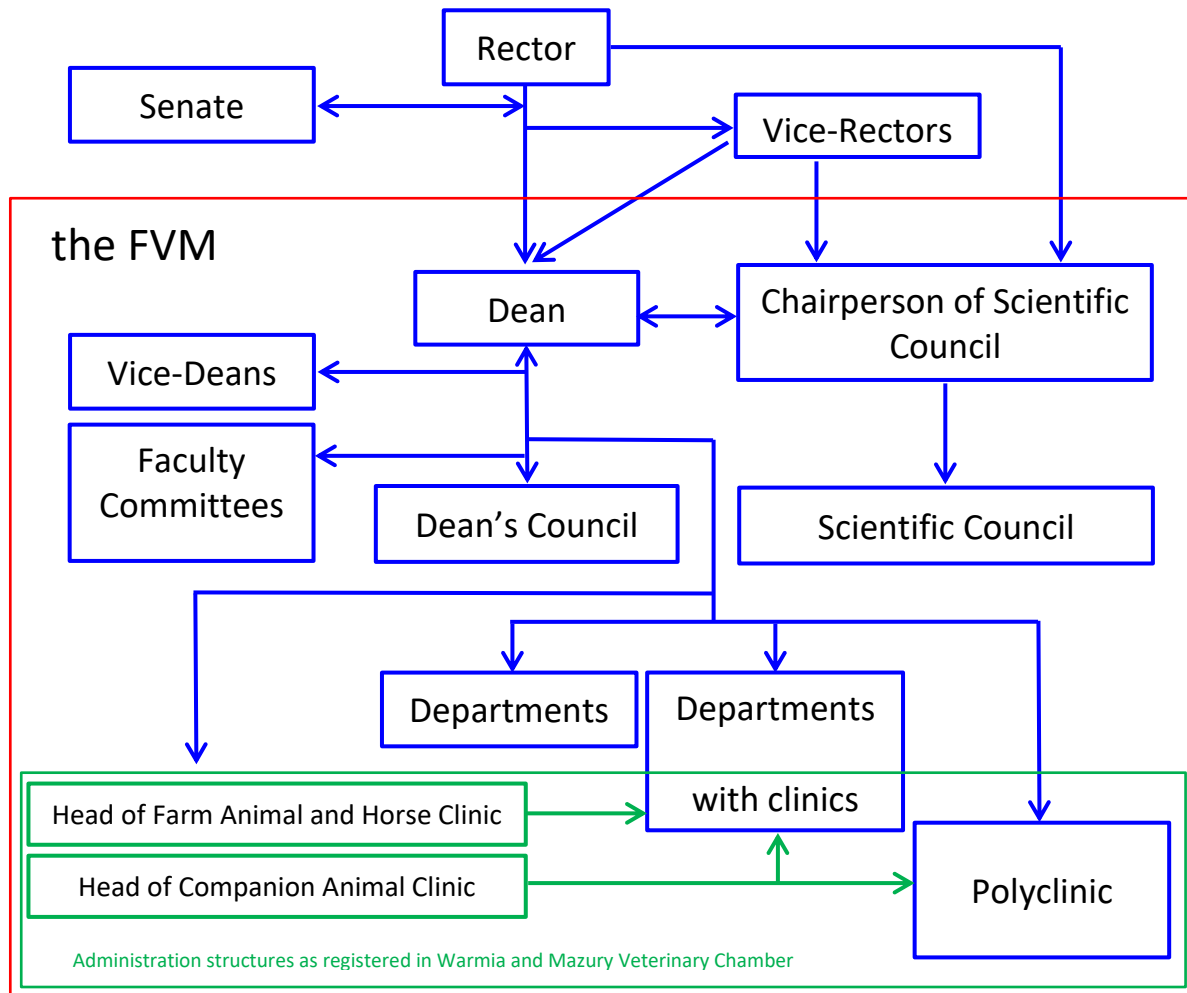 Rector
Senate
Vice-Rectors
the FVM
Dean
Chairperson of Scientific
Council
Vice-Deans
Faculty
Committees
Dean’s Council
Scientific Council
Departments
Departments
with clinics
Head of Farm Animal and Horse Clinic
Head of Companion Animal Clinic
Polyclinic
Administration structures as registered in Warmia and Mazury Veterinary Chamber